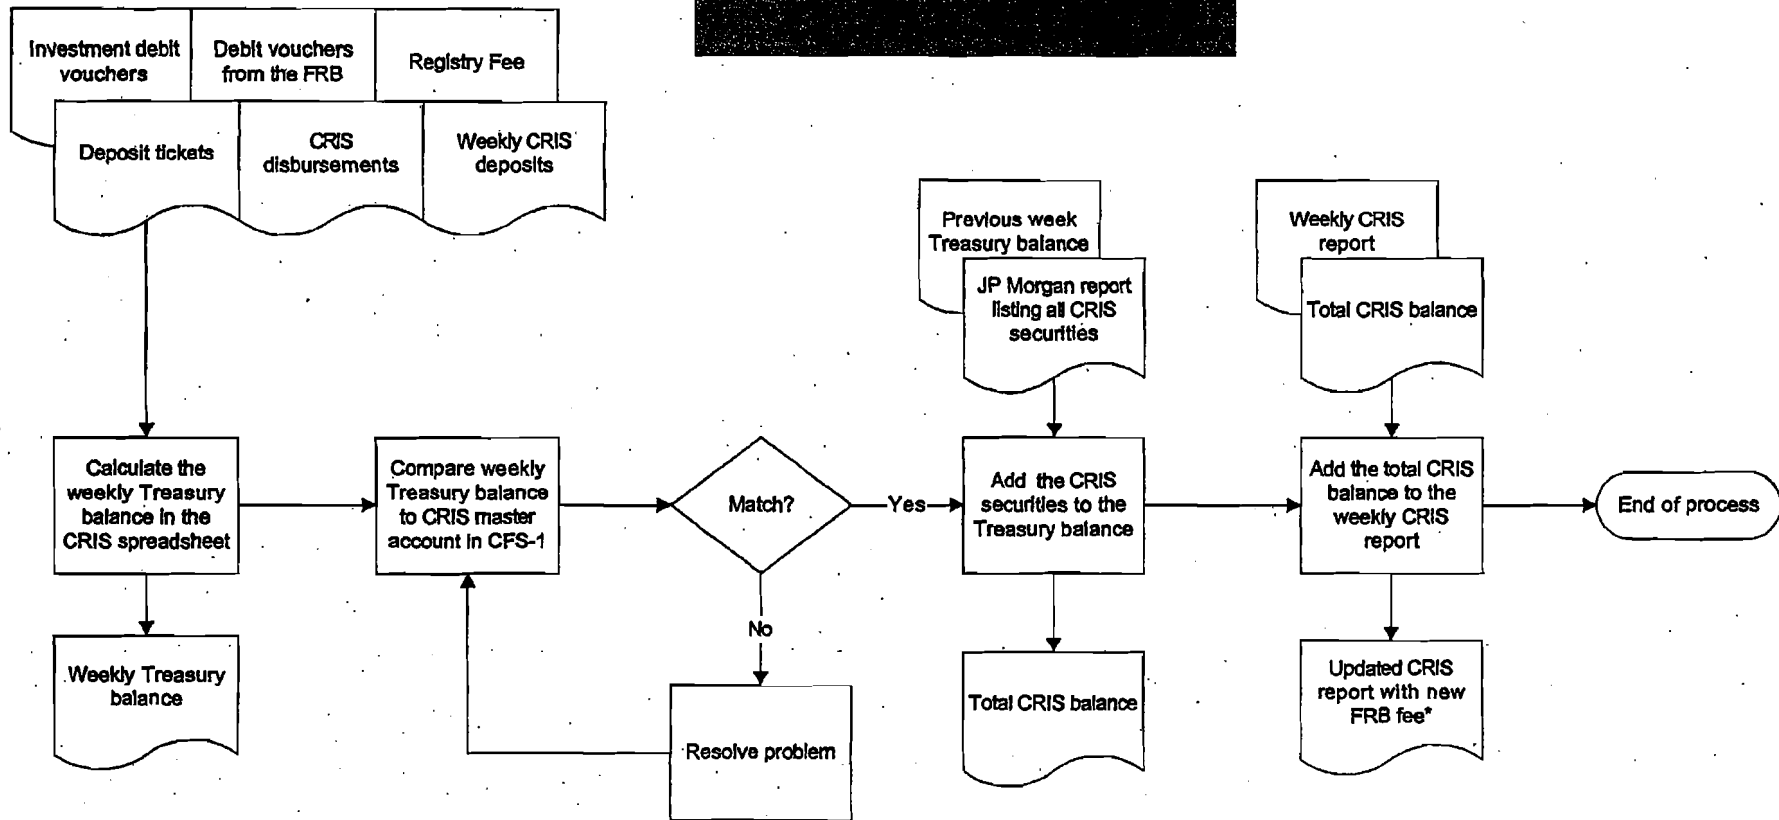 Investment debit
vouchers
Debit vouchers
from the FRB
Registry Fee
Deposit tickets
CRIS
disbursements
Weekly CRIS
deposits
Previous week
Treasury balance
JP Morgan report
listing all CRIS
securities
Weekly CRIS
report
Total CRIS balance
Calculate the
weekly Treasury
balance in the
CRIS spreadsheet
Compare weekly
Treasury balance
to CRIS master
account in CFS-1
Match?
Yes
Add the CRIS
securities to the
Treasury balance
Add the total CRIS
balance to the
weekly CRIS
report
End of process
No
Weekly Treasury
balance
Resolve problem
Total CRIS balance
Updated CRIS
report with new
FRB fee*